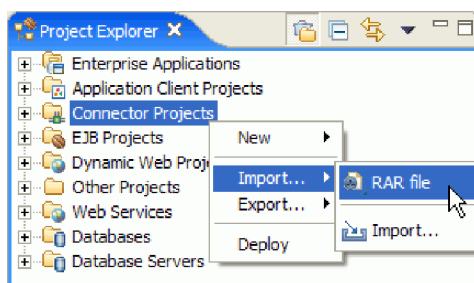 Project Explorer
Enterprise Applications
Application Client Projects
Connector Projects
EJB Projects
Dynamic Web Proj
Other Projects
Web Services
Databases
Database Servers
New
Import...
Export...
Deploy
RAR file
Import...